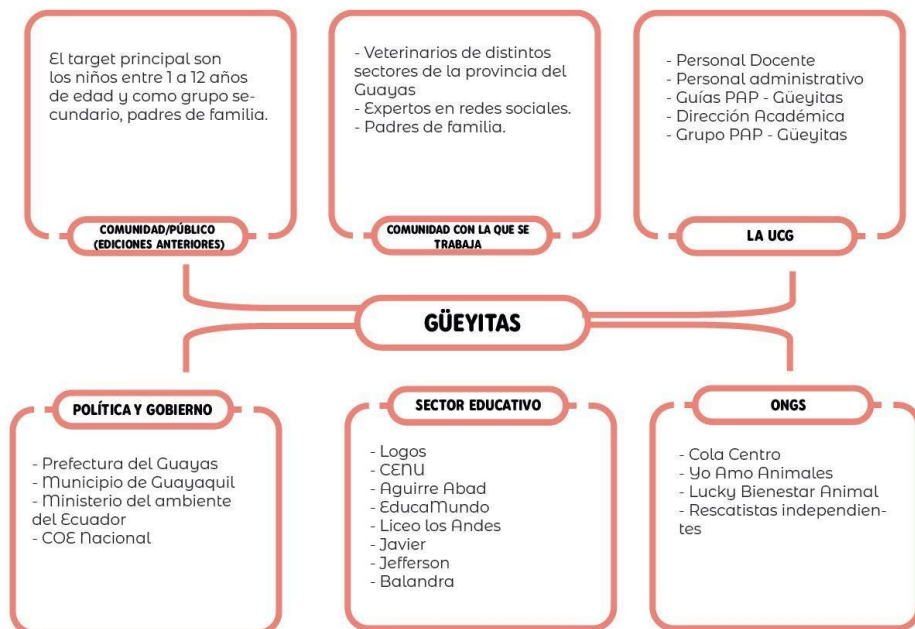 El target principal son
los niños entre 1 a 12 años
de edad y como grupo se-
cundario, padres de familia.
COMUNIDAD/PÚBLICO
(EDICIONES ANTERIORES)
- Veterinarios de distintos
sectores de la provincia del
Guayas
- Expertos en redes sociales.
- Padres de familia.
COMUNIDAD CON LA QUE SE
TRABAJA
- Personal Docente
- Personal administrativo
- Guías PAP - Güeyitas
- Dirección Académica
- Grupo PAP - Güeyitas
LA UCG
GÜEYITAS
POLÍTICA Y GOBIERNO
- Prefectura del Guayas
- Municipio de Guayaquil
- Ministerio del ambiente
del Ecuador
- COE Nacional
SECTOR EDUCATIVO
- Logos
- CENU
- Aguirre Abad
- EducaMundo
- Liceo los Andes
- Javier
- Jefferson
- Balandra
ONGS
- Cola Centro
- Yo Amo Animales
- Lucky Bienestar Animal
- Rescatistas independien-
tes